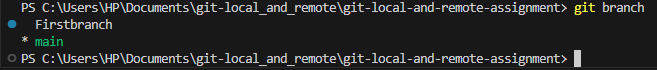 PS C:\Users\HP\Documents\git-local_and_remote\git-local-and-remote-assignment> git branch
  Firstbranch
* main
PS C:\Users\HP\Documents\git-local_and_remote\git-local-and-remote-assignment>